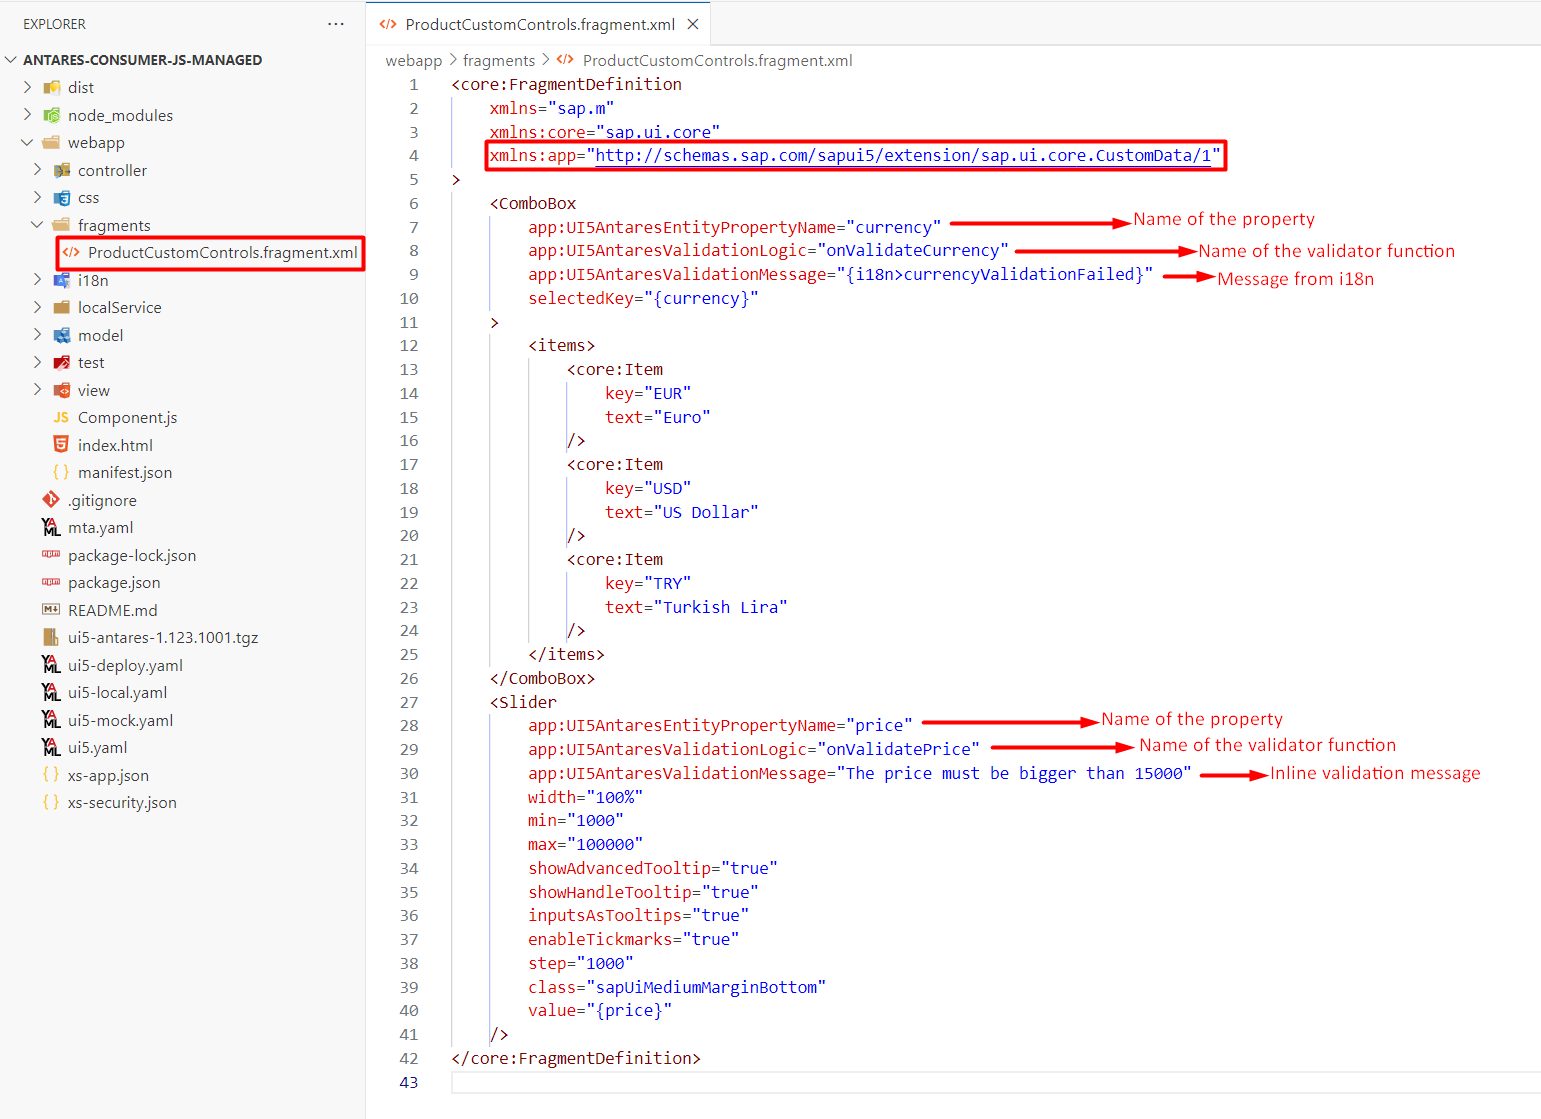 EXPLORER ···
ANTARES-CONSUMER-JS-MANAGED
dist
node_modules
webapp
controller
css
fragments
</> ProductCustomControls.fragment.xml
i18n
localService
model
test
view
JS Component.js
index.html
{ } manifest.json
.gitignore
YAML mta.yaml
npm package-lock.json
npm package.json
M↓ README.md
ui5-antares-1.123.1001.tgz
YAML ui5-deploy.yaml
YAML ui5-local.yaml
YAML ui5-mock.yaml
YAML ui5.yaml
{ } xs-app.json
{ } xs-security.json
</> ProductCustomControls.fragment.xml ×
webapp > fragments > </> ProductCustomControls.fragment.xml
1 <core:FragmentDefinition
2 xmlns="sap.m"
3 xmlns:core="sap.ui.core"
4 xmlns:app="http://schemas.sap.com/sapui5/extension/sap.ui.core.CustomData/1"
5 >
6 <ComboBox
7 app:UI5AntaresEntityPropertyName="currency" Name of the property
8 app:UI5AntaresValidationLogic="onValidateCurrency" Name of the validator function
9 app:UI5AntaresValidationMessage="{i18n>currencyValidationFailed}" Message from i18n
10 selectedKey="{currency}"
11 >
12 <items>
13 <core:Item
14 key="EUR"
15 text="Euro"
16 />
17 <core:Item
18 key="USD"
19 text="US Dollar"
20 />
21 <core:Item
22 key="TRY"
23 text="Turkish Lira"
24 />
25 </items>
26 </ComboBox>
27 <Slider
28 app:UI5AntaresEntityPropertyName="price" Name of the property
29 app:UI5AntaresValidationLogic="onValidatePrice" Name of the validator function
30 app:UI5AntaresValidationMessage="The price must be bigger than 15000" Inline validation message
31 width="100%"
32 min="1000"
33 max="100000"
34 showAdvancedTooltip="true"
35 showHandleTooltip="true"
36 inputsAsTooltips="true"
37 enableTickmarks="true"
38 step="1000"
39 class="sapUiMediumMarginBottom"
40 value="{price}"
41 />
42 </core:FragmentDefinition>
43